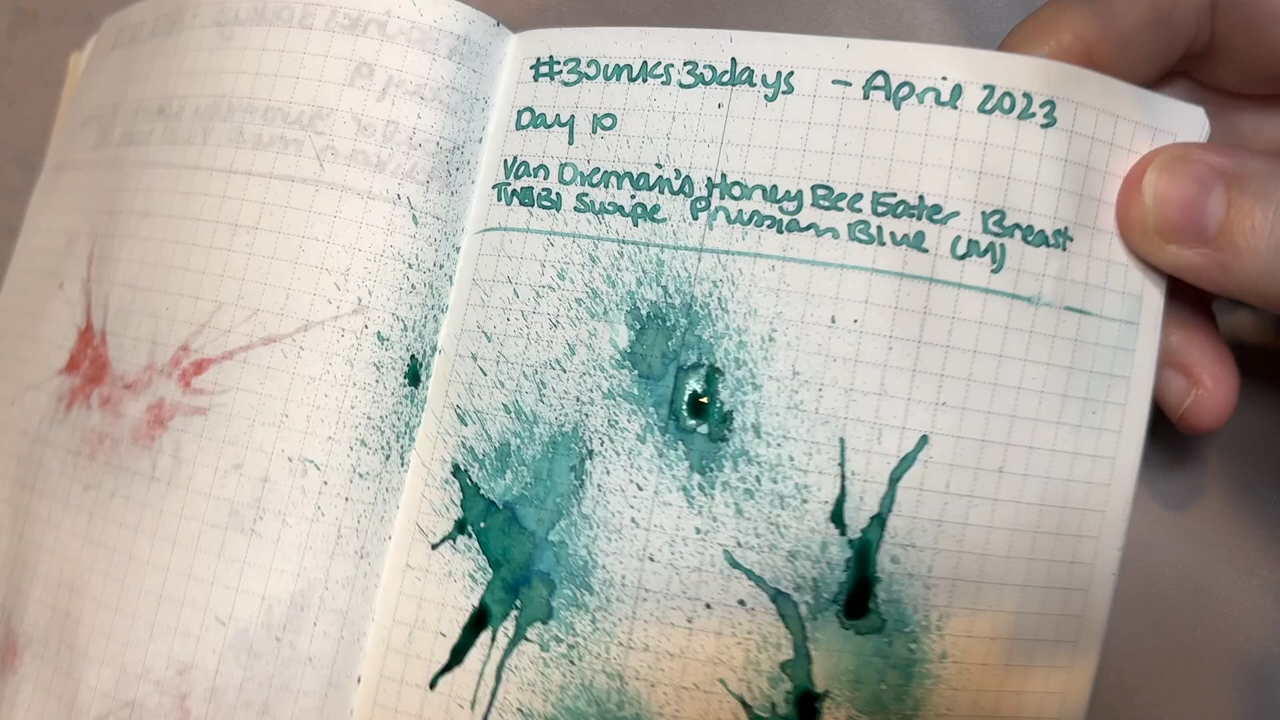 #30inks30days - April 2023
Day 10
Van Dieman's Honey Bee Eater Breast
TWSBI Swipe Prussian Blue (M)